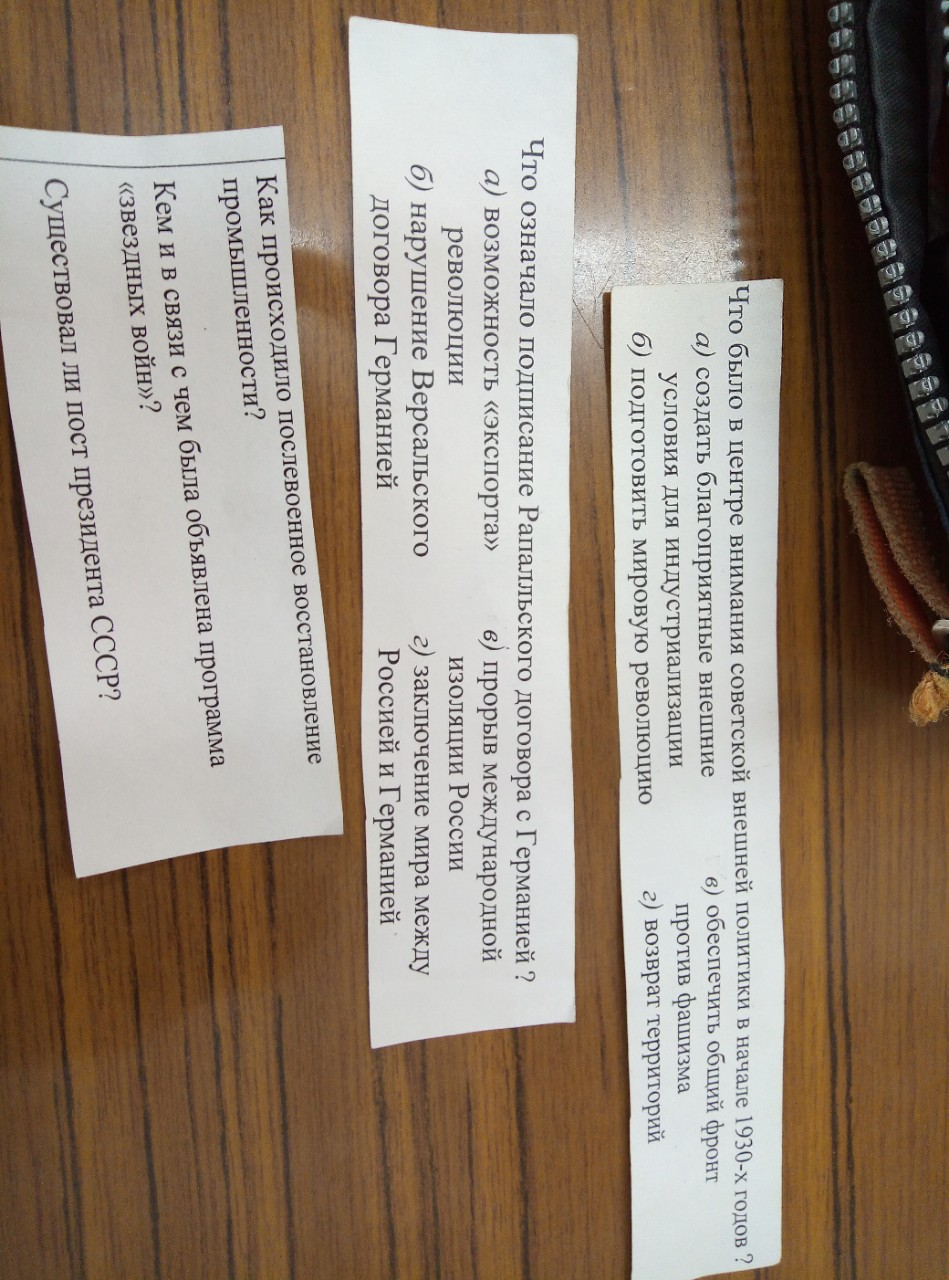 Что было в центре внимания советской внешней политики в начале 1930-х годов ?
а) создать благоприятные внешние
условия для индустриализации
б) подготовить мировую революцию
в) обеспечить общий фронт
против фашизма
г) возврат территорий
Что означало подписание Рапалльского договора с Германией ?
а) возможность «экспорта»
революции
б) нарушение Версальского
договора Германией
в) прорыв международной
изоляции России
г) заключение мира между
Россией и Германией
Как происходило послевоенное восстановление
промышленности?
Кем и в связи с чем была объявлена программа
«звездных войн»?
Существовал ли пост президента СССР?